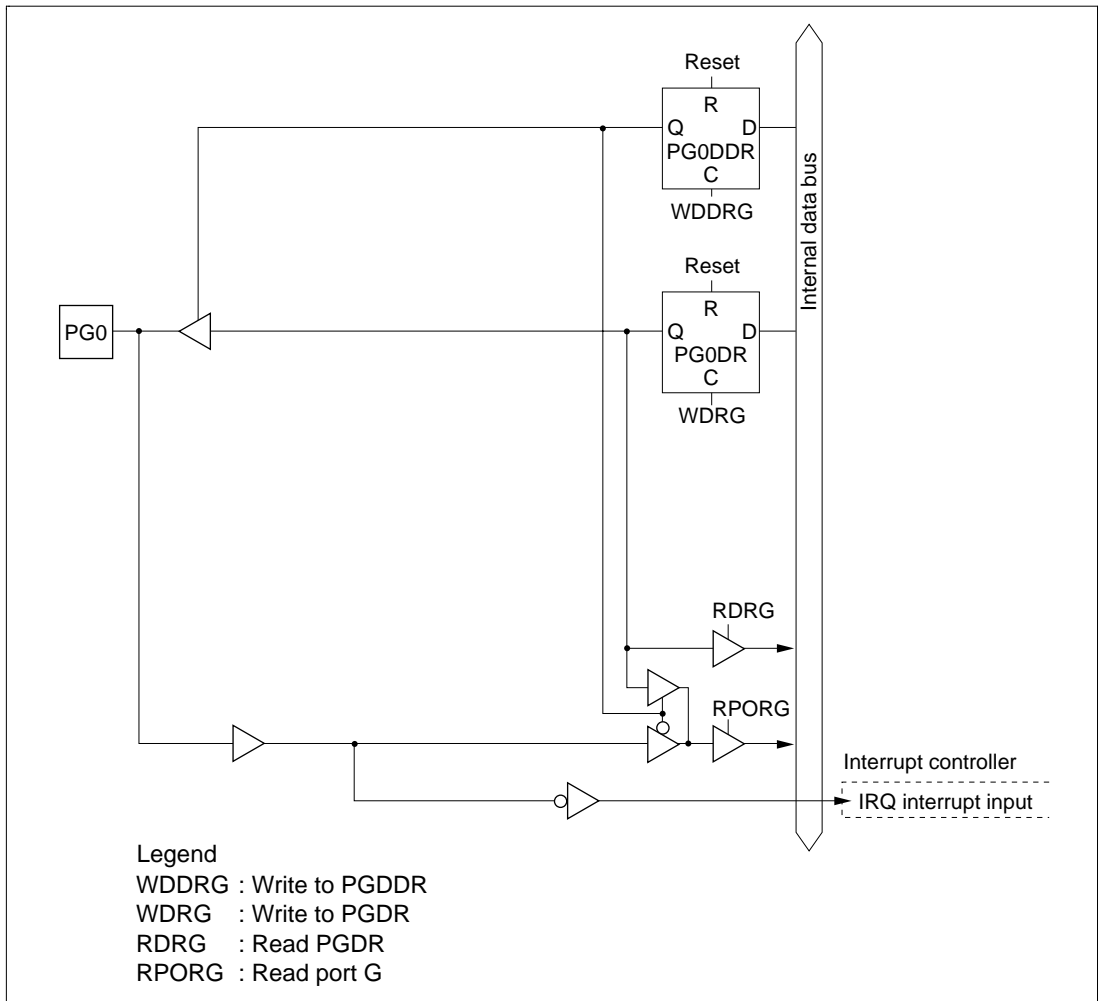 Reset
R
Q D
PG0DDR
C
WDDRG
Internal data bus
Reset
R
Q D
PG0DR
C
WDRG
PG0
RDRG
RPORG
Interrupt controller
IRQ interrupt input
Legend
WDDRG : Write to PGDDR
WDRG : Write to PGDR
RDRG : Read PGDR
RPORG : Read port G